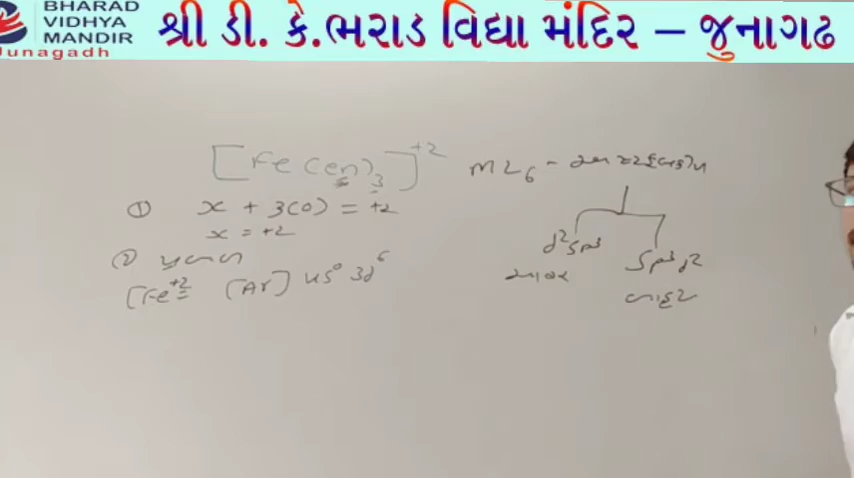 BHARAD
VIDHYA
MANDIR
Junagadh
શ્રી ડી. કે.ભરાડ વિદ્યા મંદિર – જુનાગઢ
[Fe(en)₃]⁺²
ML₆ -
① x + 3(0) = +2
x = +2
②
[Fe⁺² = [Ar] 4S⁰ 3d⁶
d²sp³
sp³d²